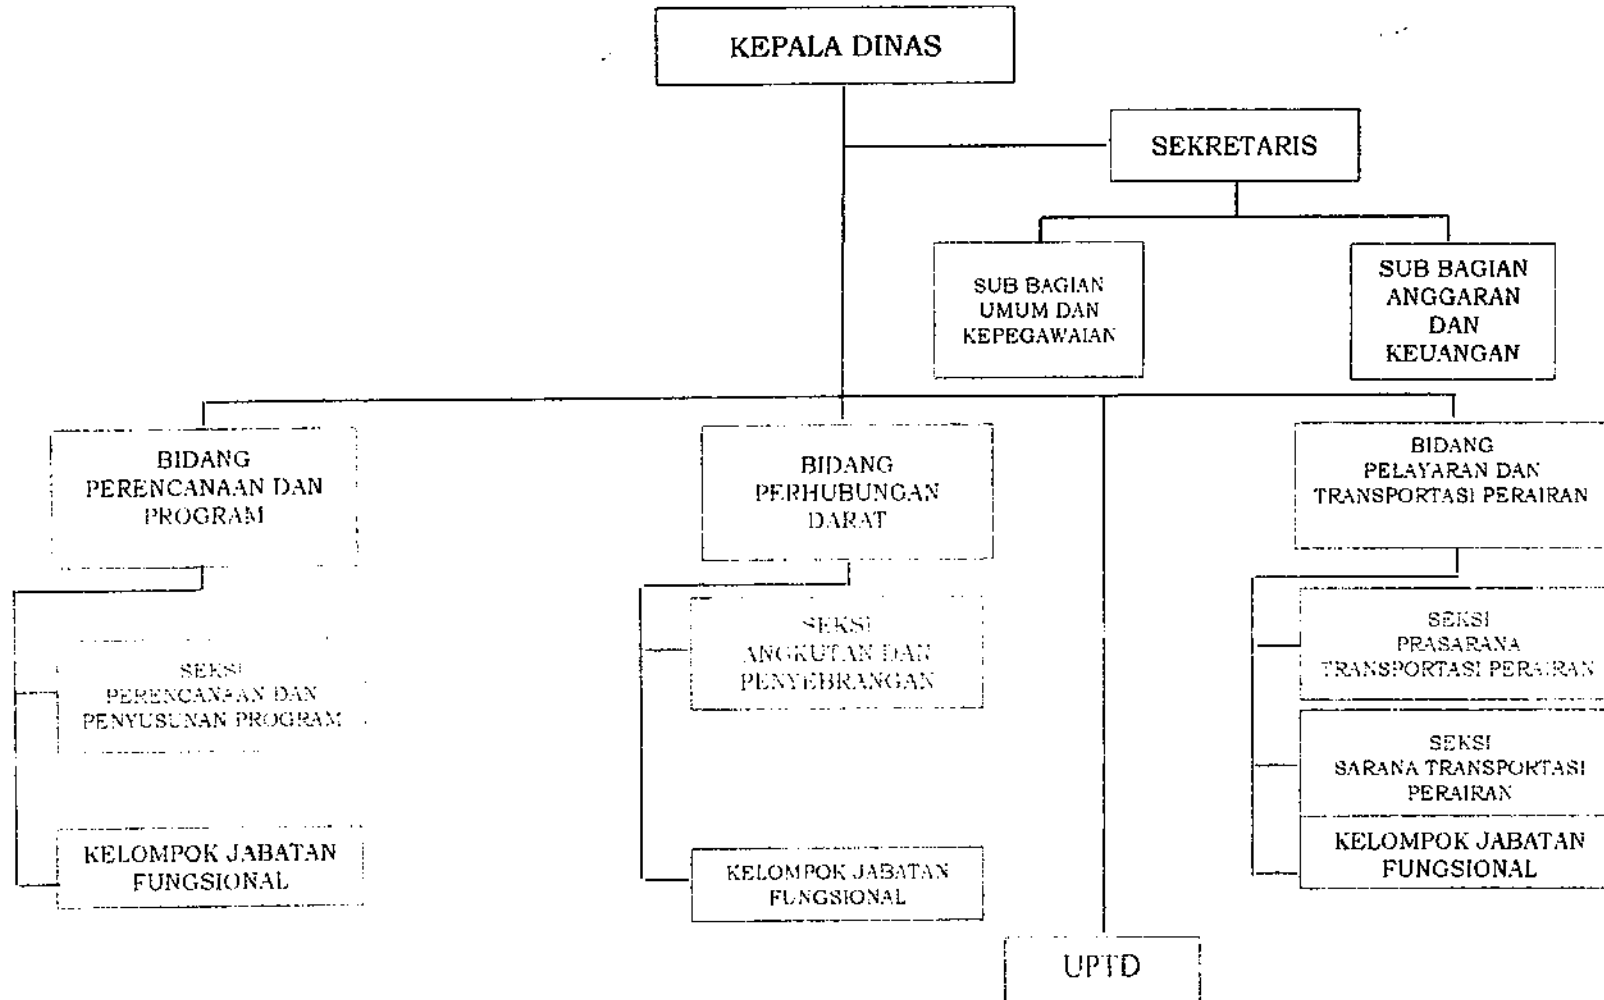 KEPALA DINAS
SEKRETARIS
SUB BAGIAN
UMUM DAN
KEPEGAWAIAN
SUB BAGIAN
ANGGARAN
DAN
KEUANGAN
BIDANG
PERENCANAAN DAN
PROGRAM
BIDANG
PERHUBUNGAN
DARAT
BIDANG
PELAYARAN DAN
TRANSPORTASI PERAIRAN
SEKSI
PERENCANAAN DAN
PENYUSUNAN PROGRAM
SEKSI
ANGKUTAN DAN
PENYEBRANGAN
SEKSI
PRASARANA
TRANSPORTASI PERAIRAN
SEKSI
SARANA TRANSPORTASI
PERAIRAN
KELOMPOK JABATAN
FUNGSIONAL
KELOMPOK JABATAN
FUNGSIONAL
KELOMPOK JABATAN
FUNGSIONAL
UPTD